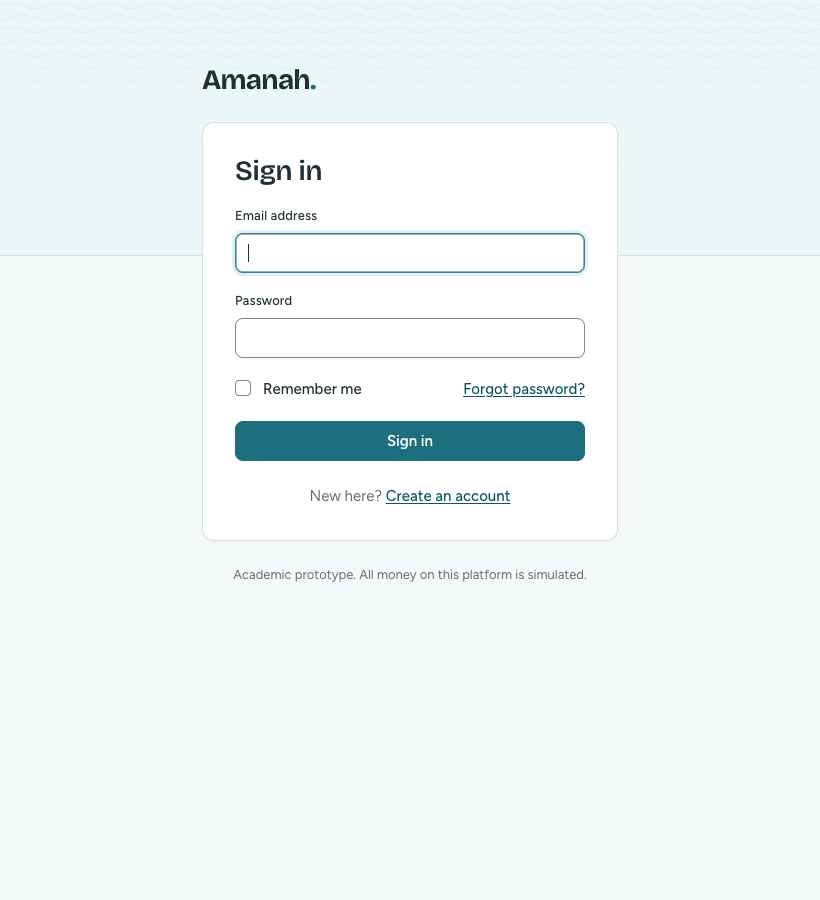 Amanah.
Sign in
Email address
Password
Remember me
Forgot password?
Sign in
New here? Create an account
Academic prototype. All money on this platform is simulated.